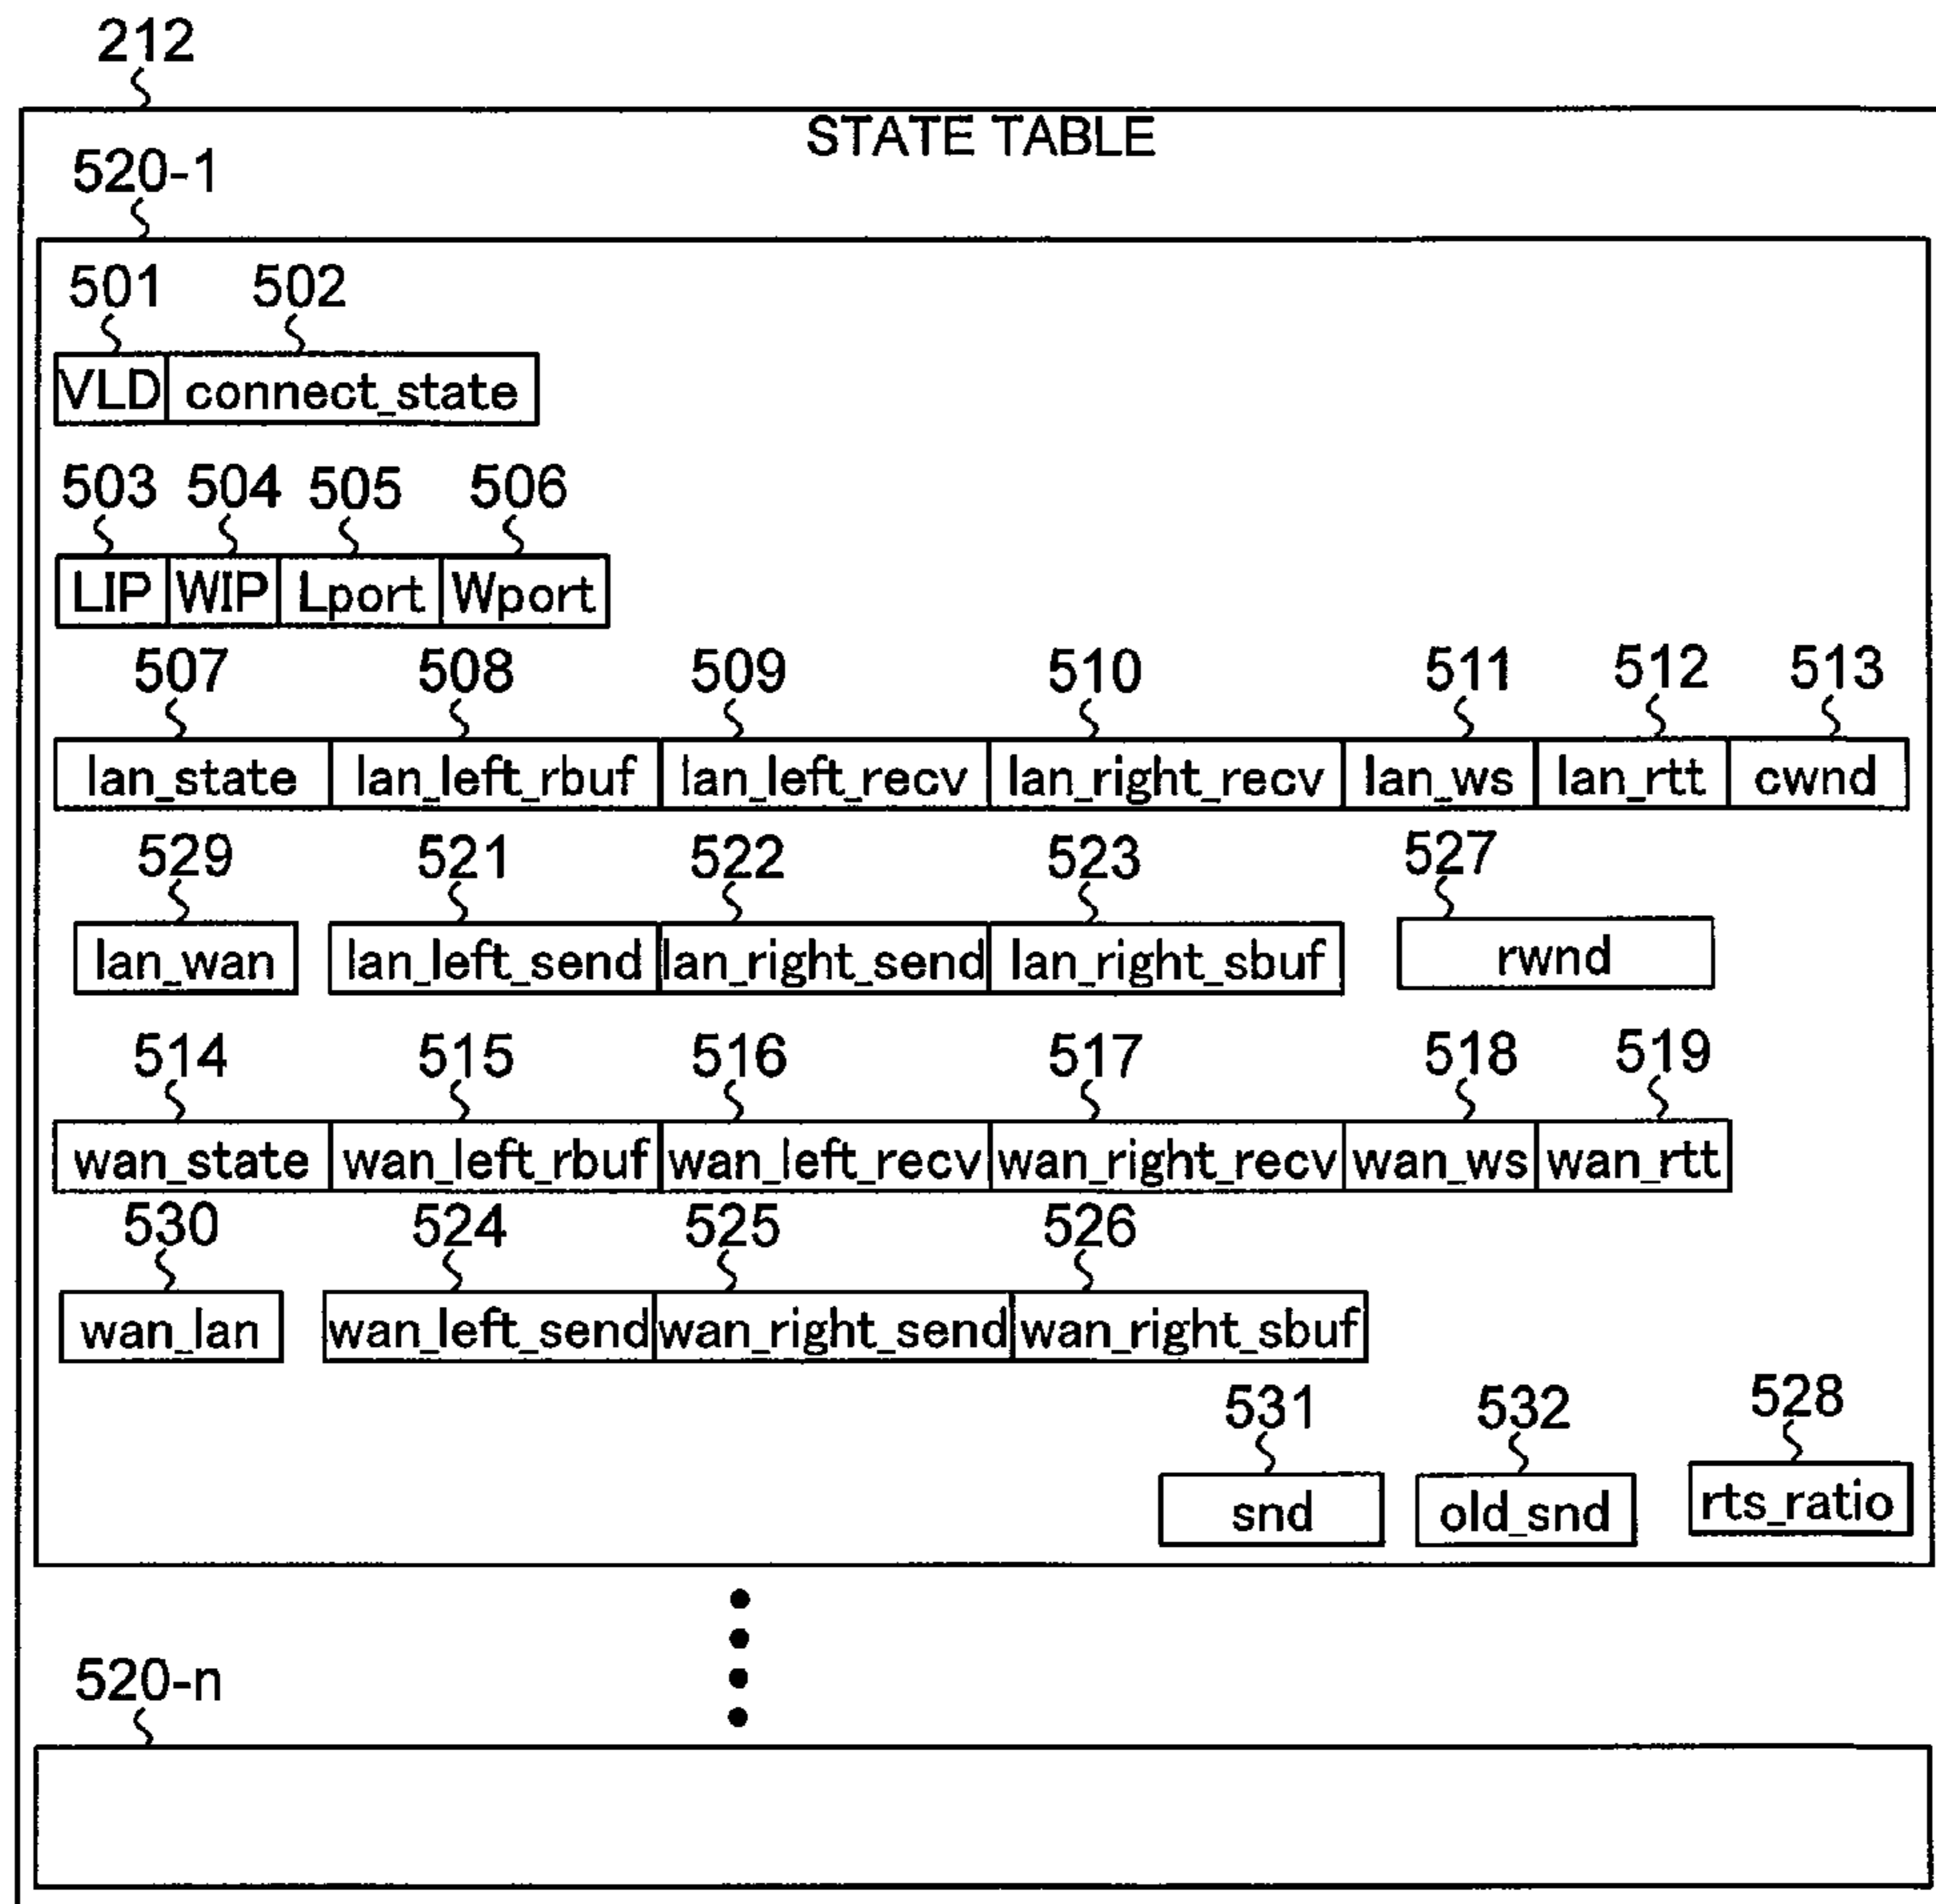 212
STATE TABLE
520-1
501 502
VLD connect_state
503 504 505 506
LIP WIP Lport Wport
507 508 509 510 511 512 513
lan_state lan_left_rbuf lan_left_recv lan_right_recv lan_ws lan_rtt cwnd
529 521 522 523 527
lan_wan lan_left_send lan_right_send lan_right_sbuf rwnd
514 515 516 517 518 519
wan_state wan_left_rbuf wan_left_recv wan_right_recv wan_ws wan_rtt
530 524 525 526
wan_lan wan_left_send wan_right_send wan_right_sbuf
531 532 528
snd old_snd rts_ratio
520-n